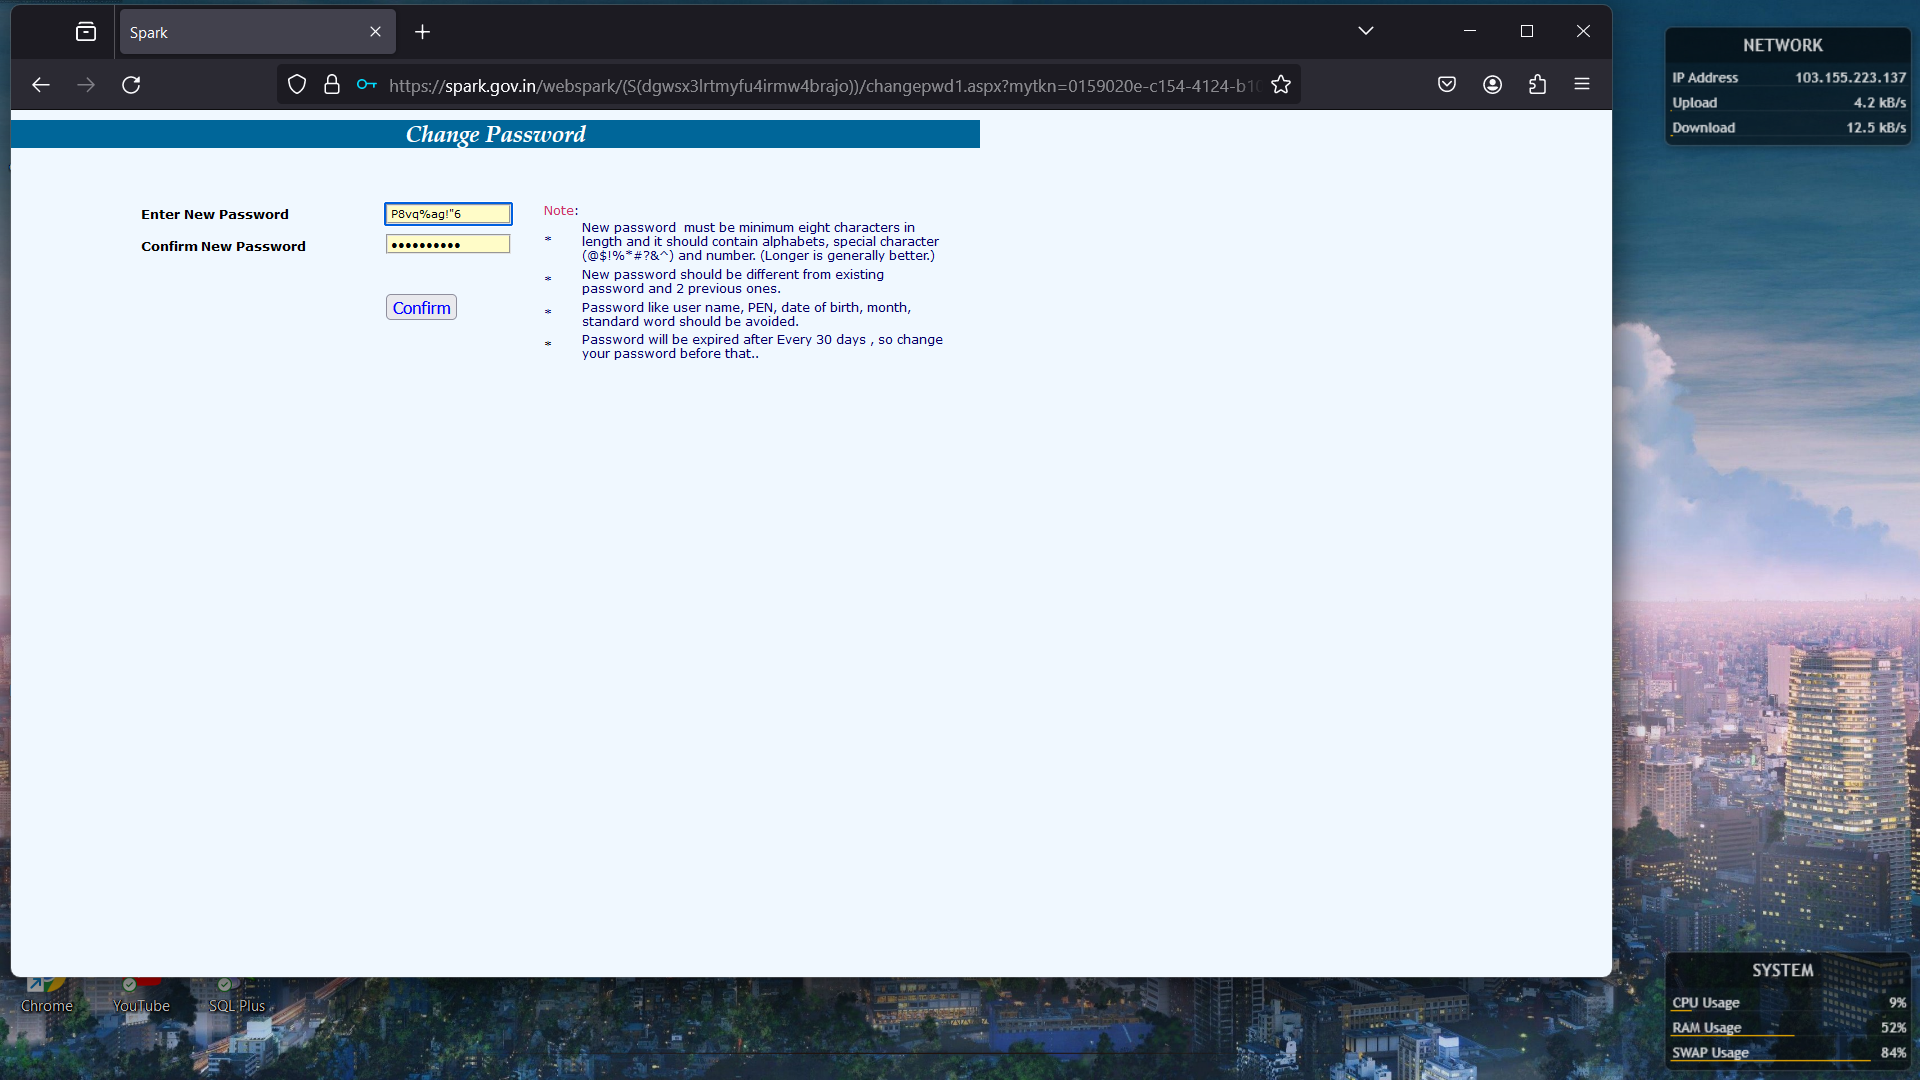 Spark
https://spark.gov.in/webspark/(S(dgwsx3lrtmyfu4irmw4brajo))/changepwd1.aspx?mytkn=0159020e-c154-4124-b10
Change Password
Enter New Password
P8vq%ag!"6
Confirm New Password
••••••••••
Confirm
Note:
* New password must be minimum eight characters in
length and it should contain alphabets, special character
(@$!%*#?&^) and number. (Longer is generally better.)
* New password should be different from existing
password and 2 previous ones.
* Password like user name, PEN, date of birth, month,
standard word should be avoided.
* Password will be expired after Every 30 days , so change
your password before that..
NETWORK
IP Address 103.155.223.137
Upload 4.2 kB/s
Download 12.5 kB/s
Chrome
YouTube
SQL Plus
SYSTEM
CPU Usage 9%
RAM Usage 52%
SWAP Usage 84%